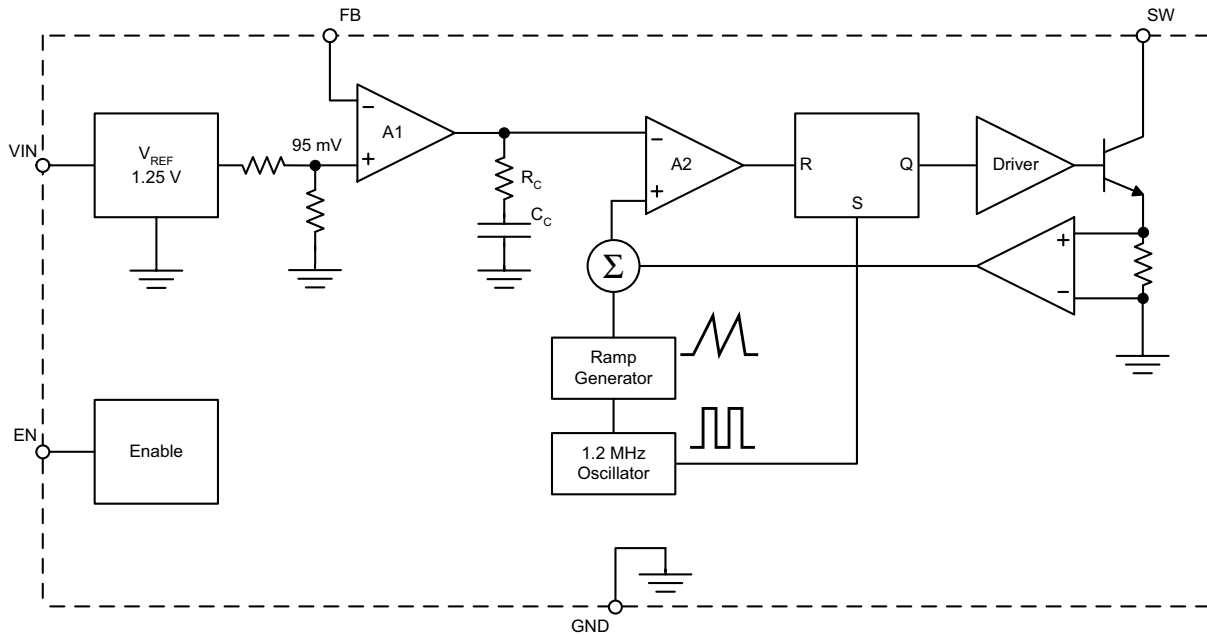 FB
SW
VIN
V_REF
1.25 V
95 mV
−
+
A1
R_C
C_C
−
+
A2
R
Q
S
Driver
+
−
Σ
Ramp
Generator
EN
Enable
1.2 MHz
Oscillator
GND